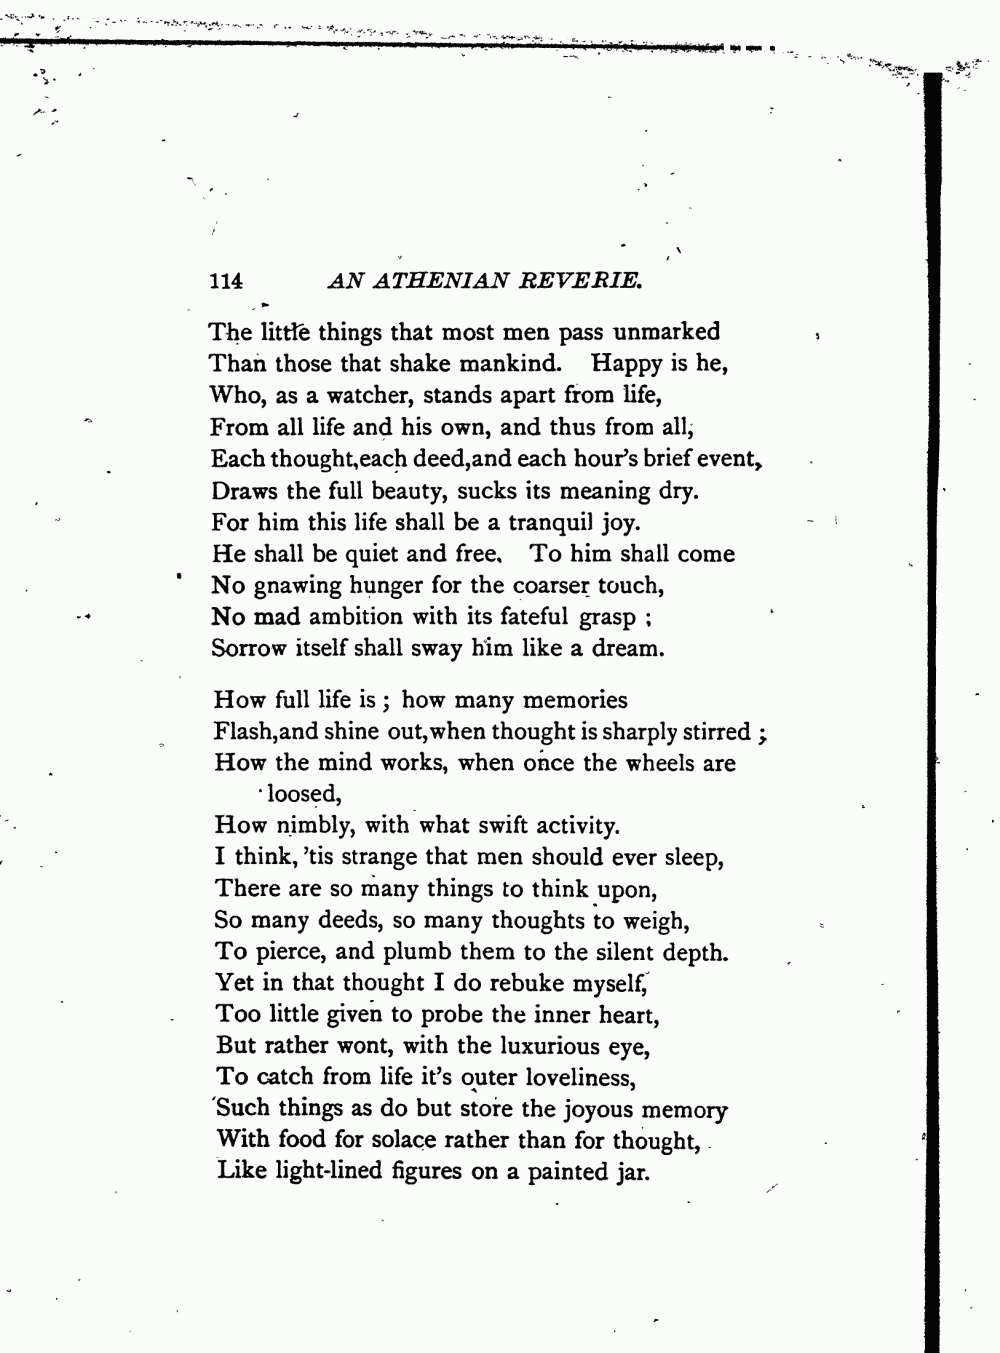 114 AN ATHENIAN REVERIE.
The little things that most men pass unmarked
Than those that shake mankind. Happy is he,
Who, as a watcher, stands apart from life,
From all life and his own, and thus from all,
Each thought, each deed, and each hour's brief event,
Draws the full beauty, sucks its meaning dry.
For him this life shall be a tranquil joy.
He shall be quiet and free. To him shall come
No gnawing hunger for the coarser touch,
No mad ambition with its fateful grasp ;
Sorrow itself shall sway him like a dream.
How full life is ; how many memories
Flash, and shine out, when thought is sharply stirred ;
How the mind works, when once the wheels are
loosed,
How nimbly, with what swift activity.
I think, 'tis strange that men should ever sleep,
There are so many things to think upon,
So many deeds, so many thoughts to weigh,
To pierce, and plumb them to the silent depth.
Yet in that thought I do rebuke myself,
Too little given to probe the inner heart,
But rather wont, with the luxurious eye,
To catch from life it's outer loveliness,
Such things as do but store the joyous memory
With food for solace rather than for thought,
Like light-lined figures on a painted jar.